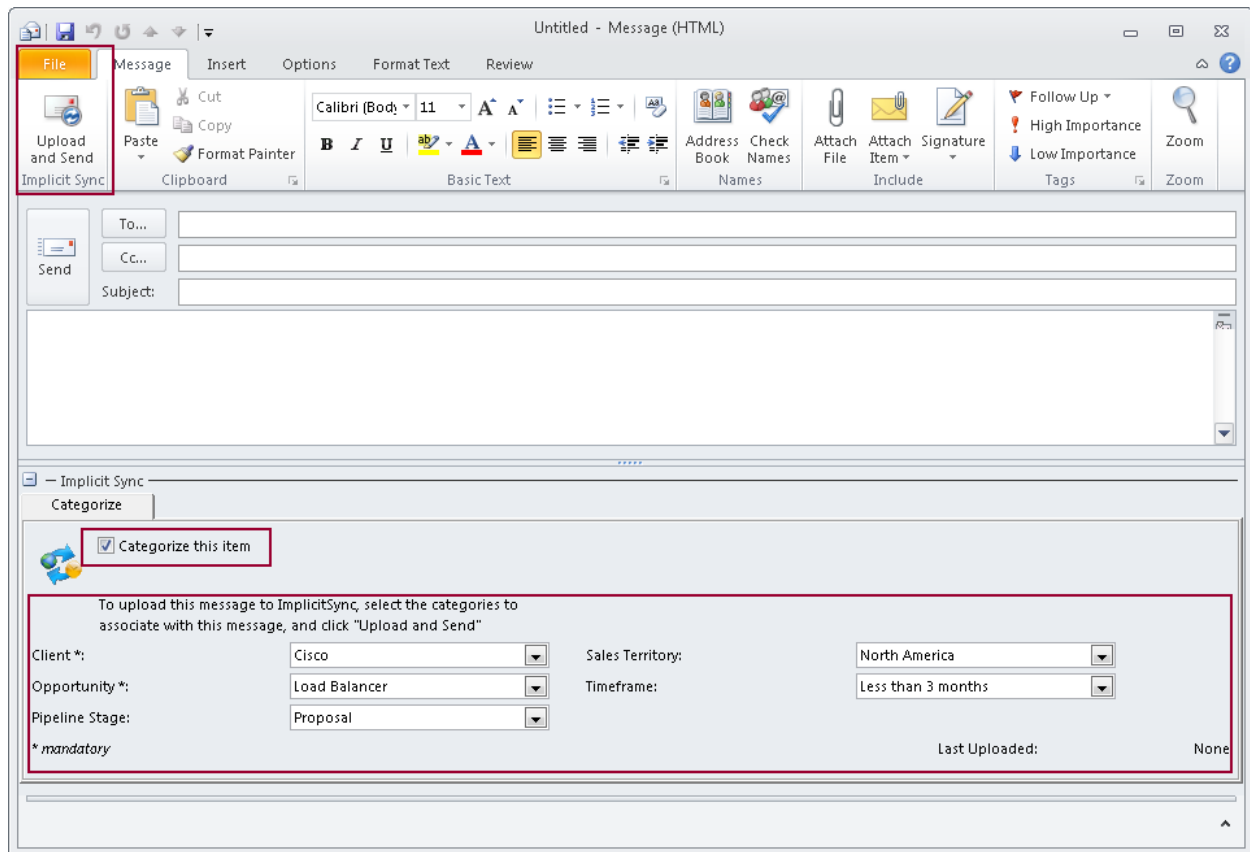 Untitled - Message (HTML)
File Message Insert Options Format Text Review
Upload and Send
Implicit Sync
Paste
Cut
Copy
Format Painter
Clipboard
Calibri (Body 11
B I U
Basic Text
Address Book
Check Names
Names
Attach File
Attach Item
Signature
Include
Follow Up
High Importance
Low Importance
Tags
Zoom
Zoom
Send
To...
Cc...
Subject:
Implicit Sync
Categorize
Categorize this item
To upload this message to ImplicitSync, select the categories to
associate with this message, and click "Upload and Send"
Client *: Cisco Sales Territory: North America
Opportunity *: Load Balancer Timeframe: Less than 3 months
Pipeline Stage: Proposal
* mandatory Last Uploaded: None